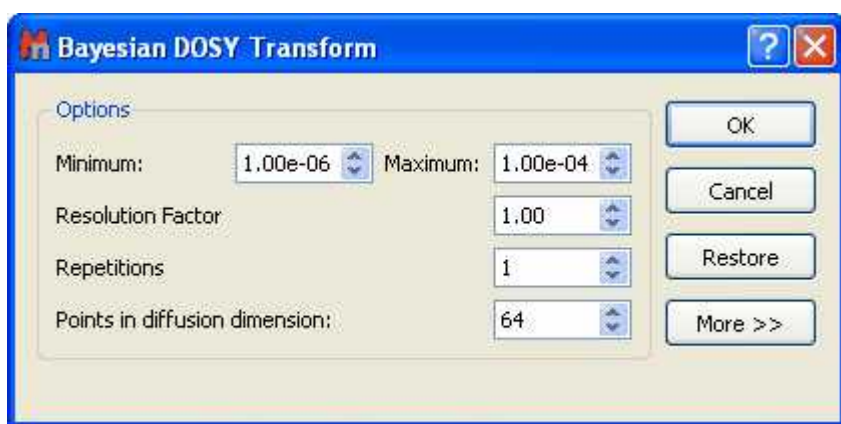 Bayesian DOSY Transform
Options
Minimum: 1.00e-06 Maximum: 1.00e-04
Resolution Factor 1.00
Repetitions 1
Points in diffusion dimension: 64
OK
Cancel
Restore
More >>